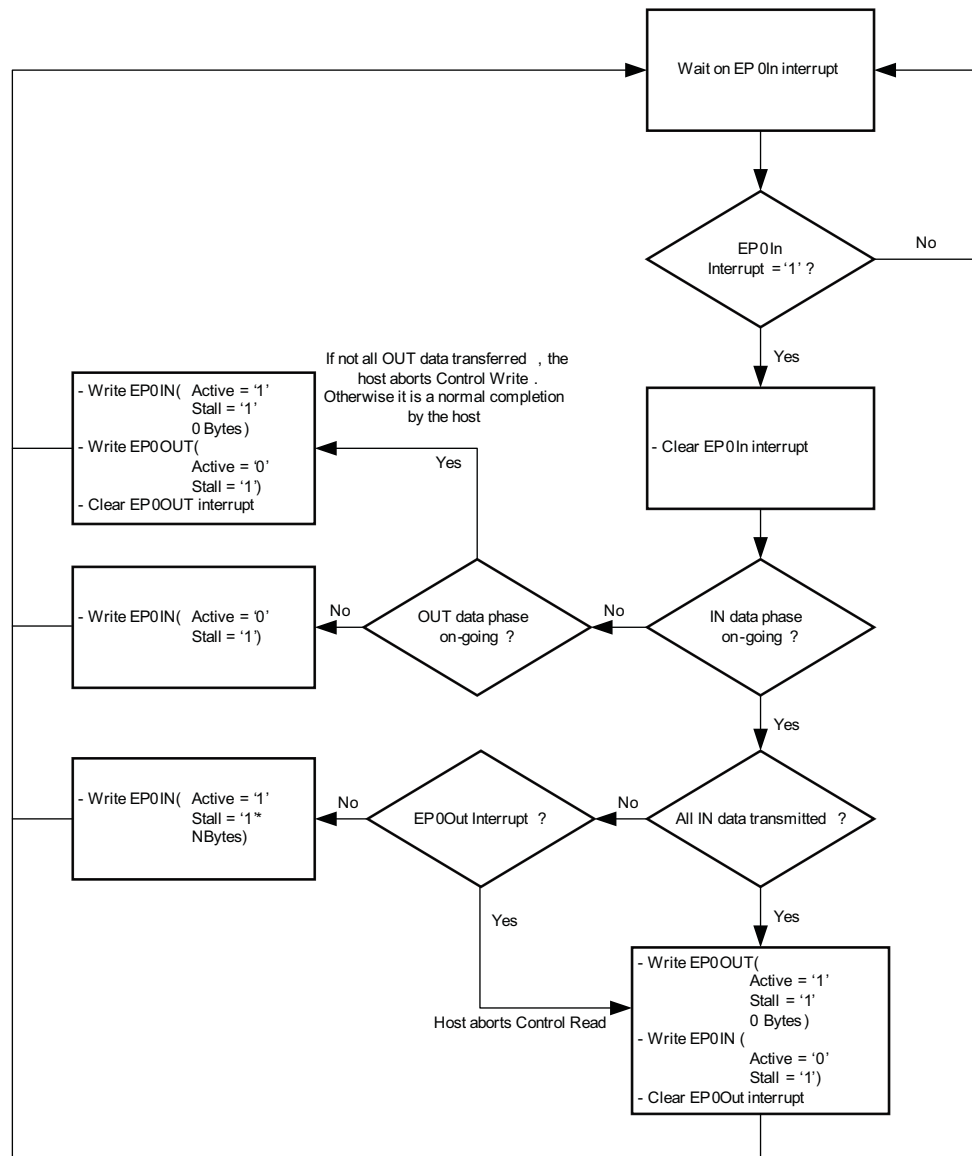 Wait on EP0In interrupt
EP0In
Interrupt = ‘1’ ?
No
Yes
If not all OUT data transferred , the
host aborts Control Write .
Otherwise it is a normal completion
by the host
- Write EP0IN( Active = ‘1’
Stall = ‘1’
0 Bytes)
- Write EP0OUT(
Active = ‘0’
Stall = ‘1’)
- Clear EP0OUT interrupt
Yes
- Clear EP0In interrupt
- Write EP0IN( Active = ‘0’
Stall = ‘1’)
No
OUT data phase
on-going ?
No
IN data phase
on-going ?
Yes
- Write EP0IN( Active = ‘1’
Stall = ‘1’*
NBytes)
No
EP0Out Interrupt ?
No
All IN data transmitted ?
Yes
Yes
Host aborts Control Read
- Write EP0OUT(
Active = ‘1’
Stall = ‘1’
0 Bytes)
- Write EP0IN (
Active = ‘0’
Stall = ‘1’)
- Clear EP0Out interrupt